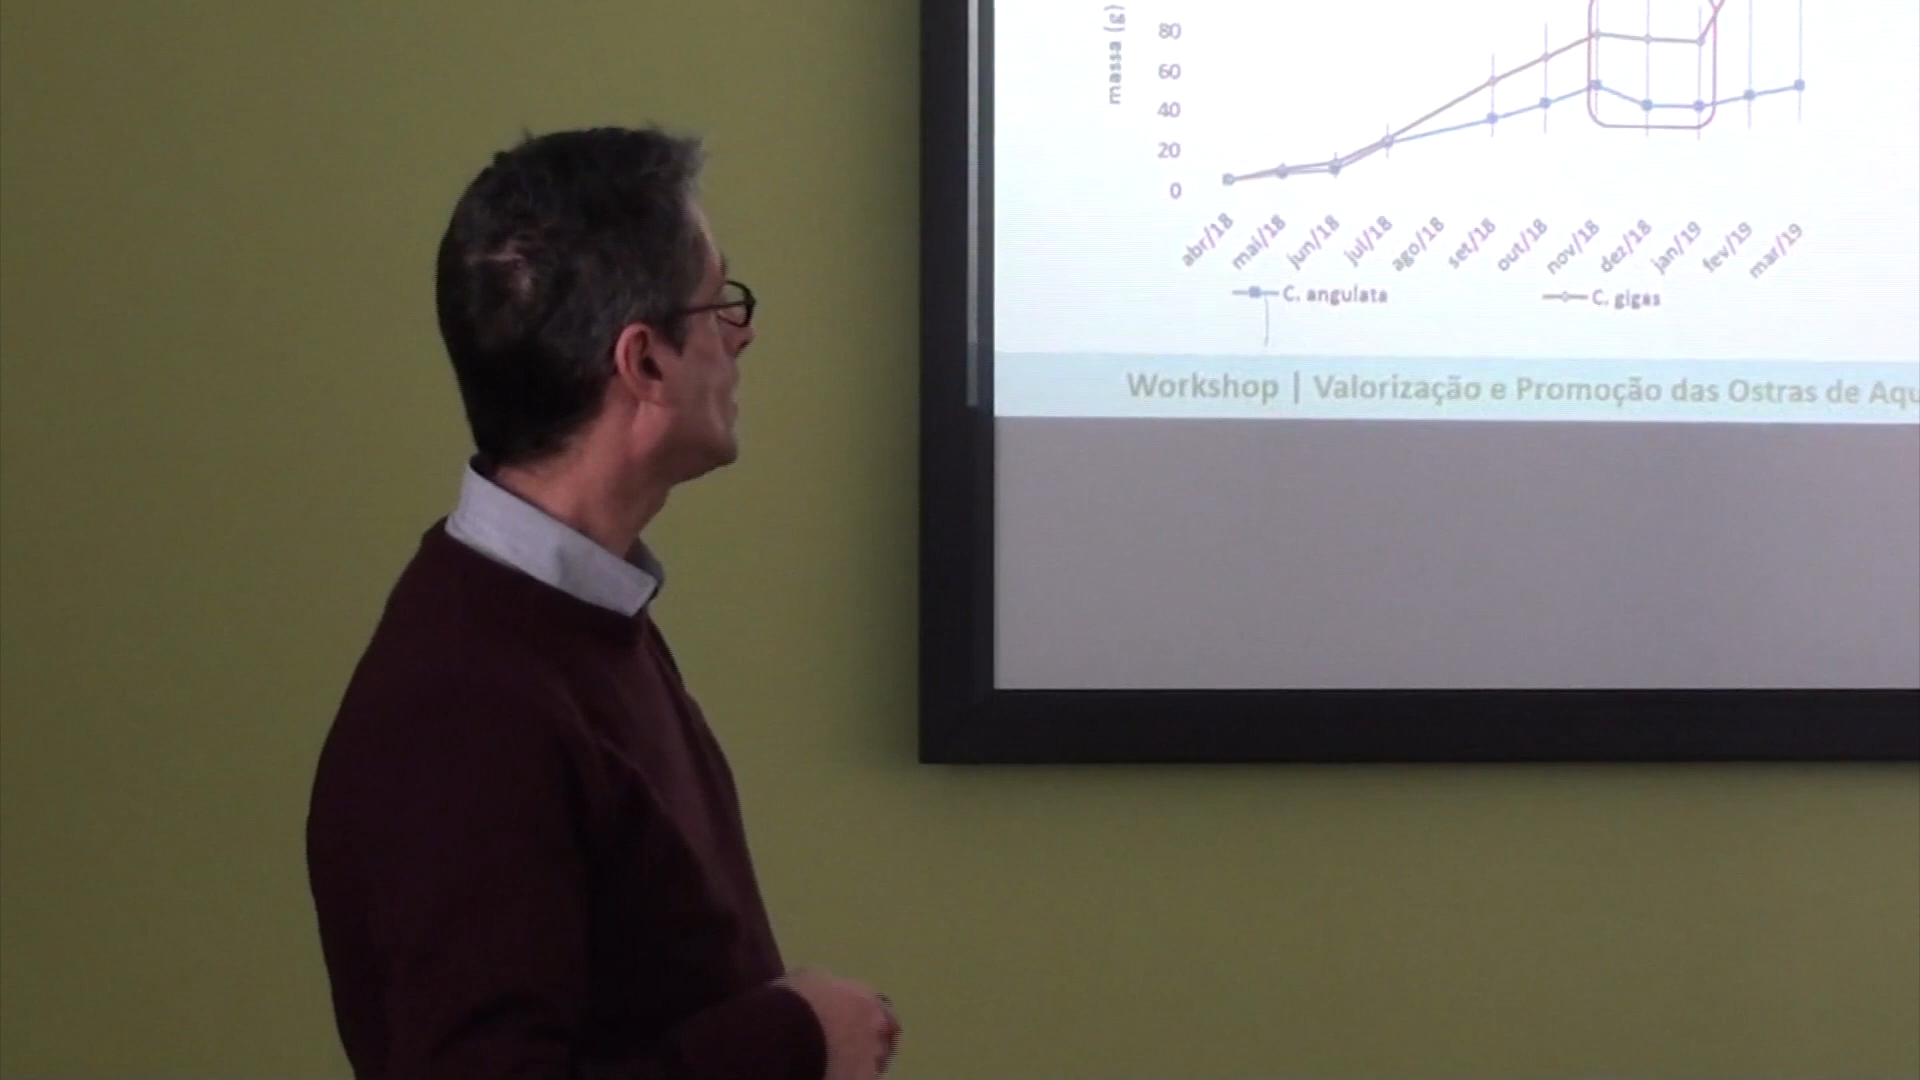 massa (g)
80
60
40
20
0
abr/18
mai/18
jun/18
jul/18
ago/18
set/18
out/18
nov/18
dez/18
jan/19
fev/19
mar/19
C. angulata
C. gigas
Workshop | Valorização e Promoção das Ostras de Aqu